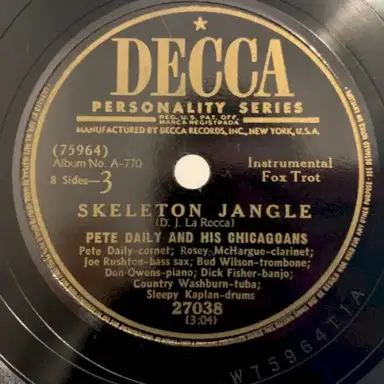 DECCA
PERSONALITY SERIES
REG. U.S. PAT. OFF.
MARCA REGISTRADA
MANUFACTURED BY DECCA RECORDS, INC., NEW YORK, U.S.A.
(75964)
Album No. A-770
8 Sides—3
Instrumental
Fox Trot
SKELETON JANGLE
(D. J. La Rocca)
PETE DAILY AND HIS CHICAGOANS
Pete Daily-cornet; Rosey McHargue-clarinet;
Joe Rushton-bass sax; Bud Wilson-trombone;
Don Owens-piano; Dick Fisher-banjo;
Country Washburn-tuba;
Sleepy Kaplan-drums
27038
(3:04)